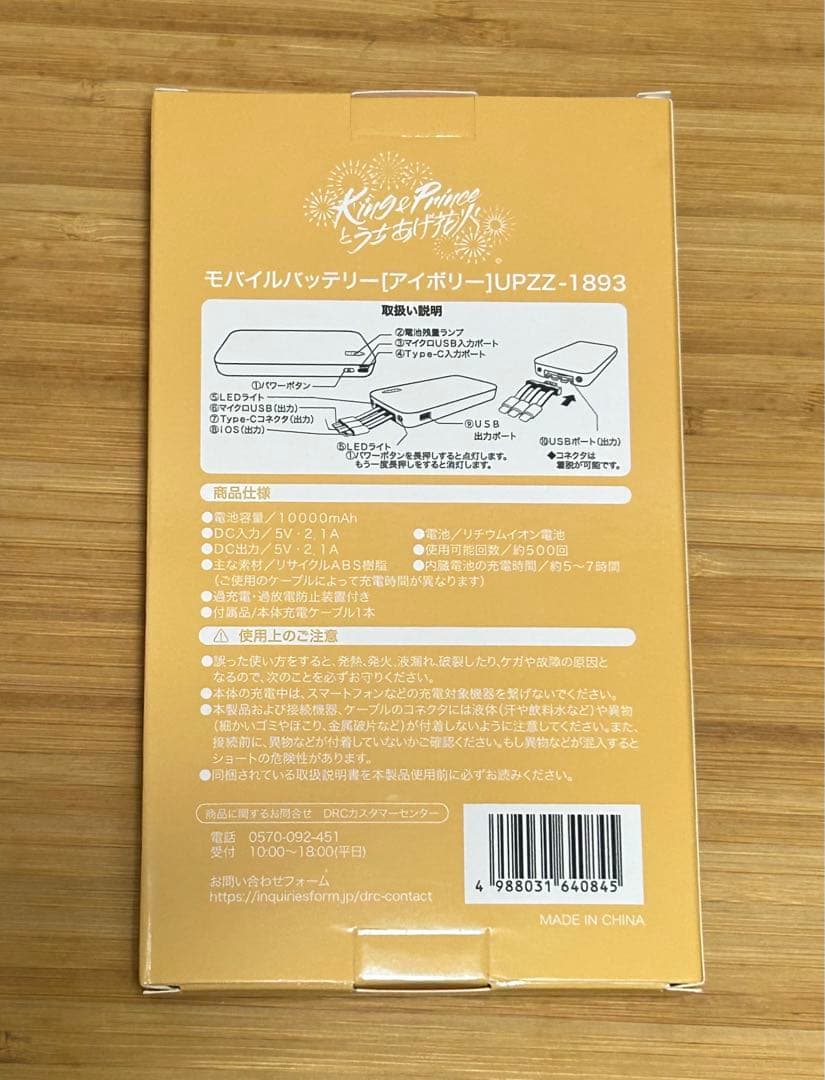 King & Prince
とうちあげ花火
モバイルバッテリー[アイボリー]UPZZ-1893
取扱い説明
②電池残量ランプ
③マイクロUSB入力ポート
④Type-C入力ポート
①パワーボタン
⑤LEDライト
⑥マイクロUSB(出力)
⑦Type-Cコネクタ(出力)
⑧iOS(出力)
⑨USB
出力ポート
⑤LEDライト
①パワーボタンを長押しすると点灯します。
もう一度長押しをすると消灯します。
⑩USBポート(出力)
◆コネクタは
着脱が可能です。
商品仕様
●電池容量/10000mAh
●DC入力/5V・2.1A
●電池/リチウムイオン電池
●DC出力/5V・2.1A
●使用可能回数/約500回
●主な素材/リサイクルABS樹脂
●内臓電池の充電時間/約5〜7時間
(ご使用のケーブルによって充電時間が異なります)
●過充電・過放電防止装置付き
●付属品/本体充電ケーブル1本
⚠ 使用上のご注意
●誤った使い方をすると、発熱、発火、液漏れ、破裂したり、ケガや故障の原因と
なるので、次のことを必ずお守りください。
●本体の充電中は、スマートフォンなどの充電対象機器を繋げないでください。
●本製品および接続機器、ケーブルのコネクタには液体(汗や飲料水など)や異物
(細かいゴミやほこり、金属破片など)が付着しないように注意してください。また、
接続前に、異物などが付着していないかご確認ください。もし異物などが混入すると
ショートの危険性があります。
●同梱されている取扱説明書を本製品使用前に必ずお読みください。
商品に関するお問合せ DRCカスタマーセンター
電話 0570-092-451
受付 10:00〜18:00(平日)
お問い合わせフォーム
https://inquiriesform.jp/drc-contact
4 988031 640845
MADE IN CHINA